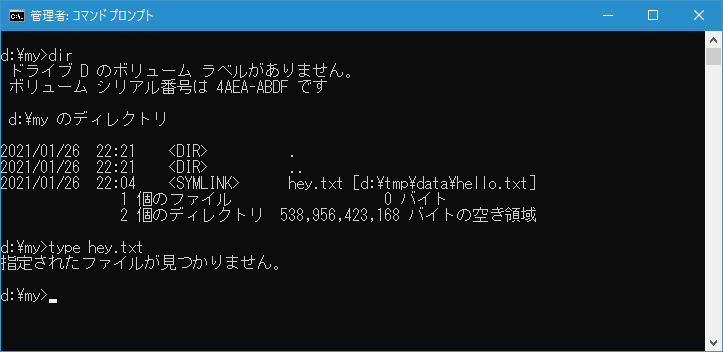 管理者: コマンドプロンプト
d:¥my>dir
ドライブ D のボリューム ラベルがありません。
ボリューム シリアル番号は 4AEA-ABDF です
d:¥my のディレクトリ
2021/01/26  22:21    <DIR>          .
2021/01/26  22:21    <DIR>          ..
2021/01/26  22:04    <SYMLINK>      hey.txt [d:¥tmp¥data¥hello.txt]
1 個のファイル                   0 バイト
2 個のディレクトリ  538,956,423,168 バイトの空き領域
d:¥my>type hey.txt
指定されたファイルが見つかりません。
d:¥my>